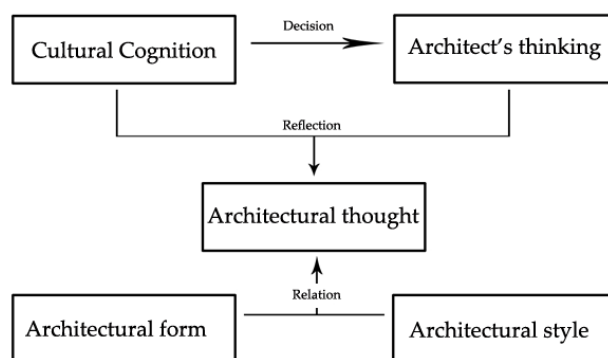 Decision
Cultural Cognition
Architect's thinking
Reflection
Architectural thought
Relation
Architectural form
Architectural style